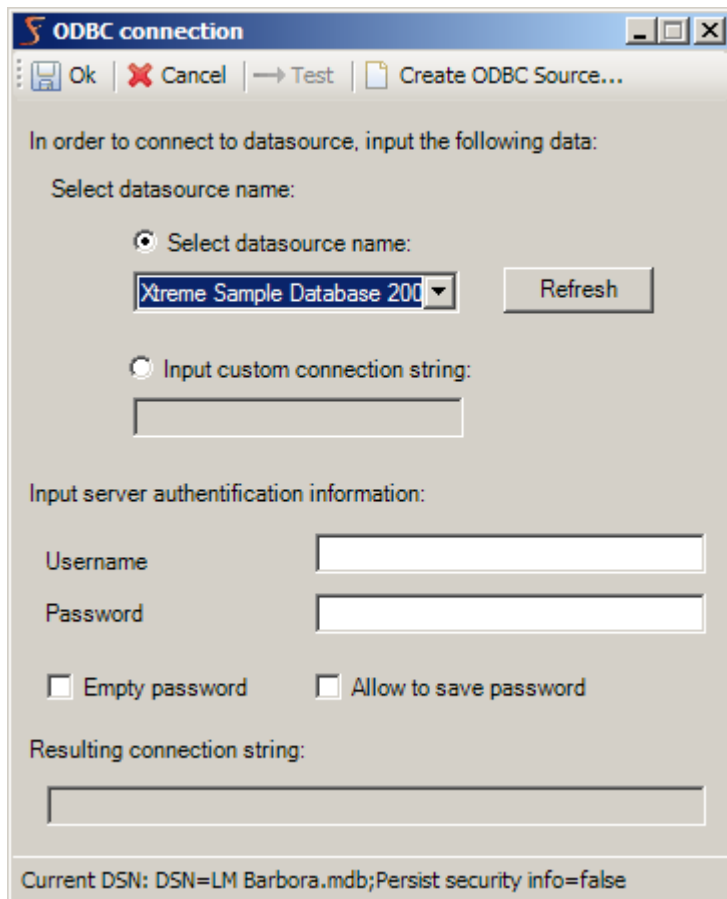 ODBC connection
Ok Cancel Test Create ODBC Source...
In order to connect to datasource, input the following data:
Select datasource name:
Select datasource name:
Xtreme Sample Database 200 Refresh
Input custom connection string:
Input server authentification information:
Username
Password
Empty password Allow to save password
Resulting connection string:
Current DSN: DSN=LM Barbora.mdb;Persist security info=false